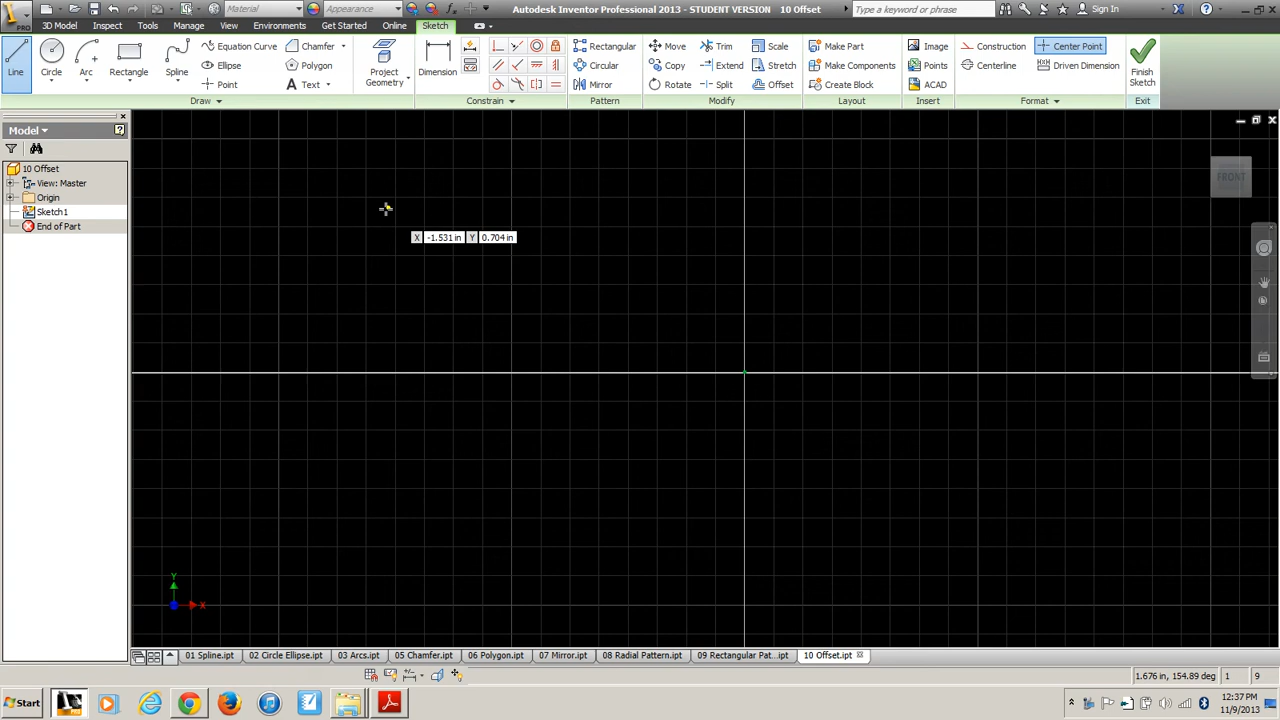 Material Appearance Autodesk Inventor Professional 2013 - STUDENT VERSION 10 Offset Type a keyword or phrase Sign In
PRO 3D Model Inspect Tools Manage View Environments Get Started Online Sketch
Line Circle Arc Rectangle Spline Equation Curve Chamfer Project Geometry Dimension Rectangular Move Trim Scale Make Part Image Construction Center Point Finish Sketch
Ellipse Polygon Circular Copy Extend Stretch Make Components Points Centerline Driven Dimension
Point Text Mirror Rotate Split Offset Create Block ACAD
Draw Constrain Pattern Modify Layout Insert Format Exit
Model
10 Offset
View: Master
Origin
Sketch1
End of Part
FRONT
X -1.531 in Y 0.704 in
Y
X
01 Spline.ipt 02 Circle Ellipse.ipt 03 Arcs.ipt 05 Chamfer.ipt 06 Polygon.ipt 07 Mirror.ipt 08 Radial Pattern.ipt 09 Rectangular Pat...ipt 10 Offset.ipt
1.676 in, 154.89 deg 1 9
Start 12:37 PM
11/9/2013